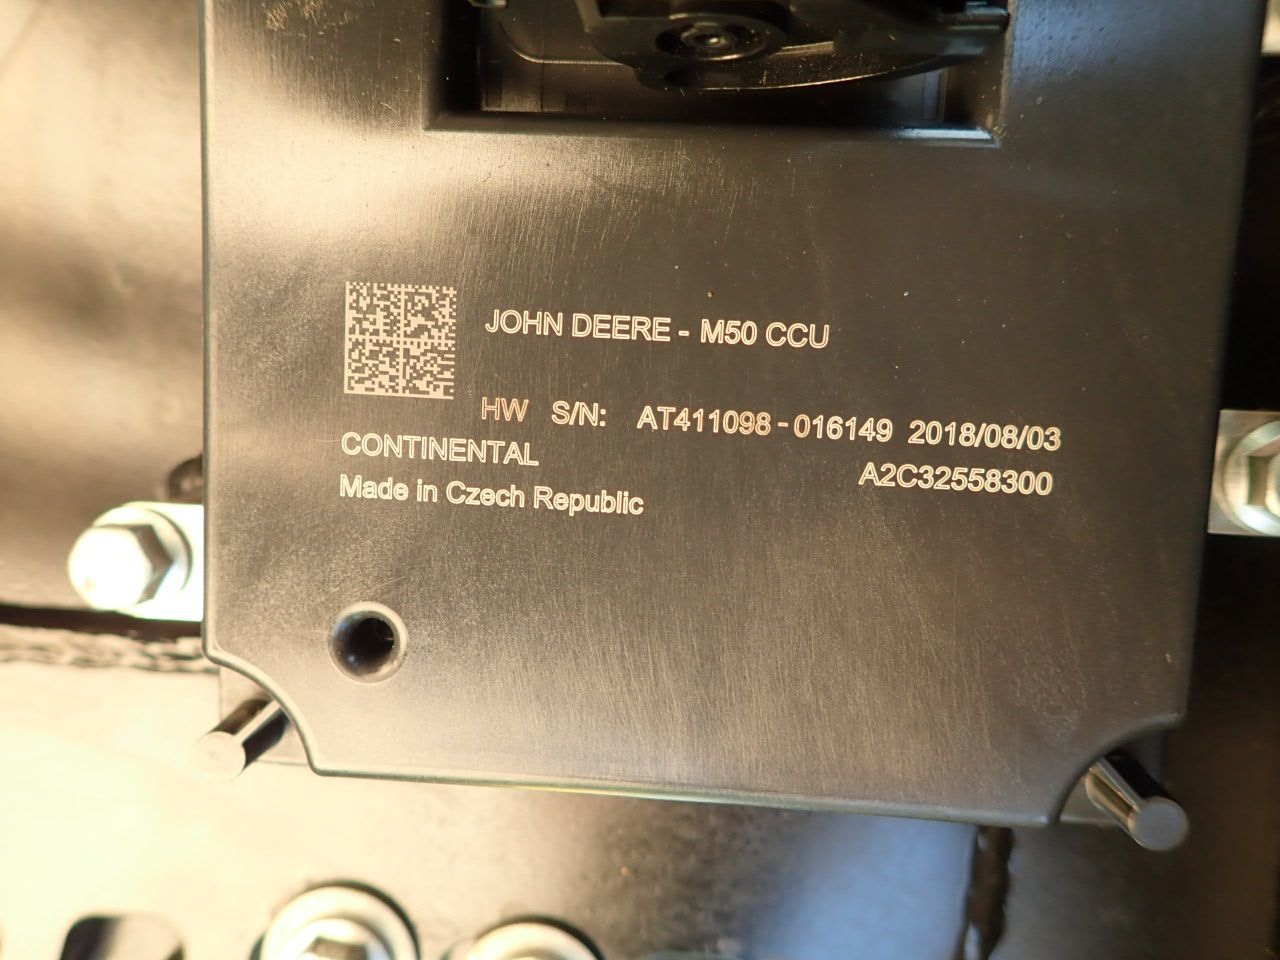 JOHN DEERE - M50 CCU
HW S/N: AT411098-016149 2018/08/03
CONTINENTAL A2C32558300
Made in Czech Republic